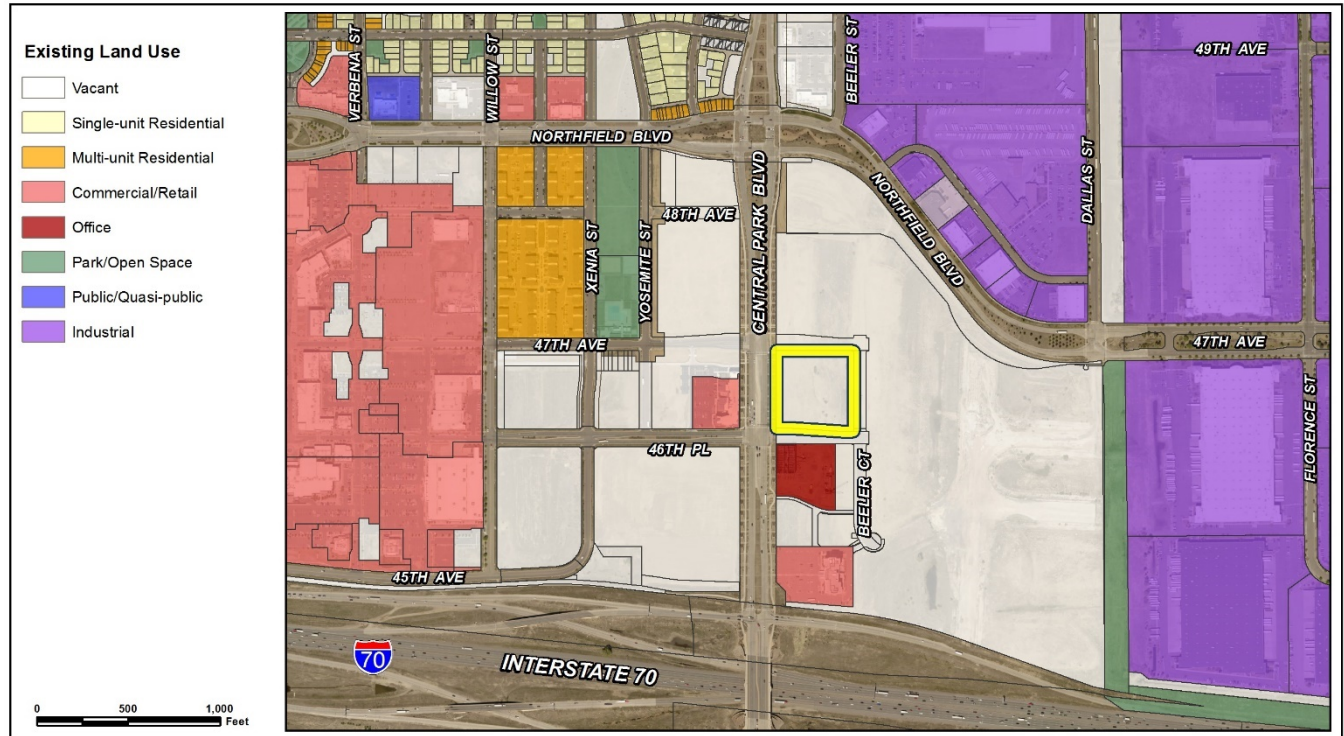 Existing Land Use
Vacant
Single-unit Residential
Multi-unit Residential
Commercial/Retail
Office
Park/Open Space
Public/Quasi-public
Industrial
0 500 1,000
Feet
VERBENA ST
WILLOW ST
BEELER ST
49TH AVE
NORTHFIELD BLVD
CENTRAL PARK BLVD
DALLAS ST
NORTHFIELD BLVD
48TH AVE
XENIA ST
YOSEMITE ST
47TH AVE
47TH AVE
FLORENCE ST
46TH PL
BEELER CT
45TH AVE
70
INTERSTATE 70